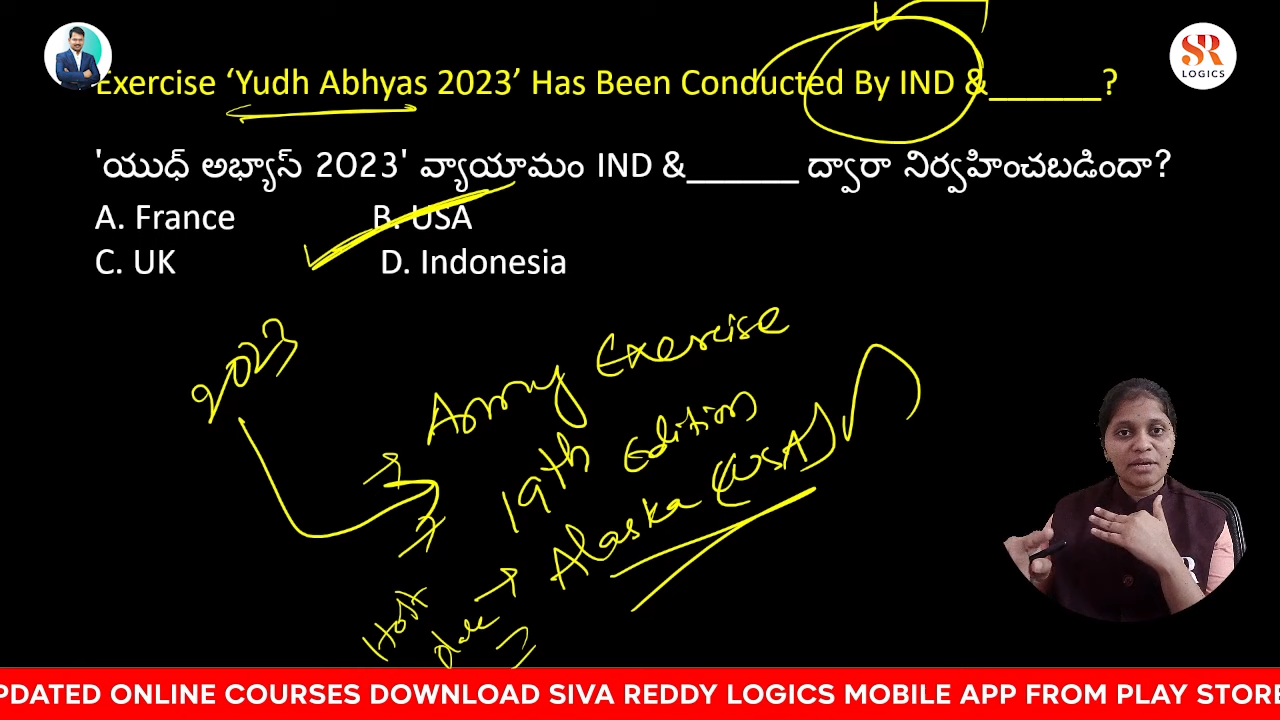 SR
LOGICS
Exercise ‘Yudh Abhyas 2023’ Has Been Conducted By IND &______?
'యుధ్ అభ్యాస్ 2023' వ్యాయామం IND &______ ద్వారా నిర్వహించబడిందా?
A. France B. USA
C. UK D. Indonesia
2023
Army Exercise
19th Edition
Host → Alaska (USA)
PDATED ONLINE COURSES DOWNLOAD SIVA REDDY LOGICS MOBILE APP FROM PLAY STORE